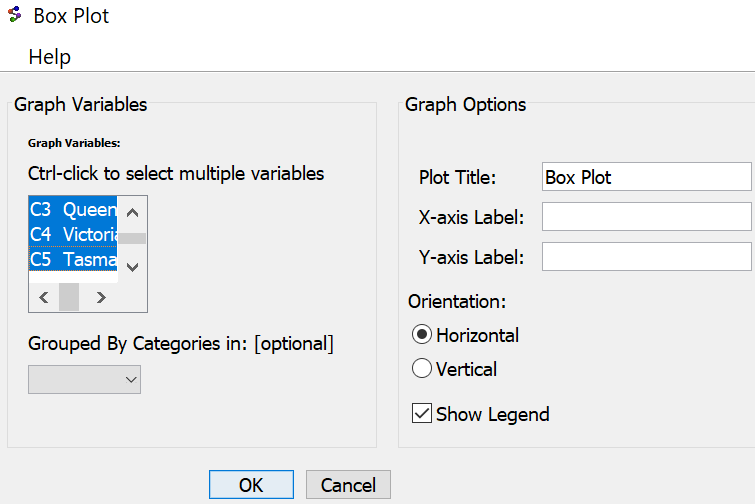 Box Plot
Help
Graph Variables
Graph Variables:
Ctrl-click to select multiple variables
C3 Queen
C4 Victoria
C5 Tasma
Grouped By Categories in: [optional]
Graph Options
Plot Title: Box Plot
X-axis Label:
Y-axis Label:
Orientation:
Horizontal
Vertical
Show Legend
OK Cancel